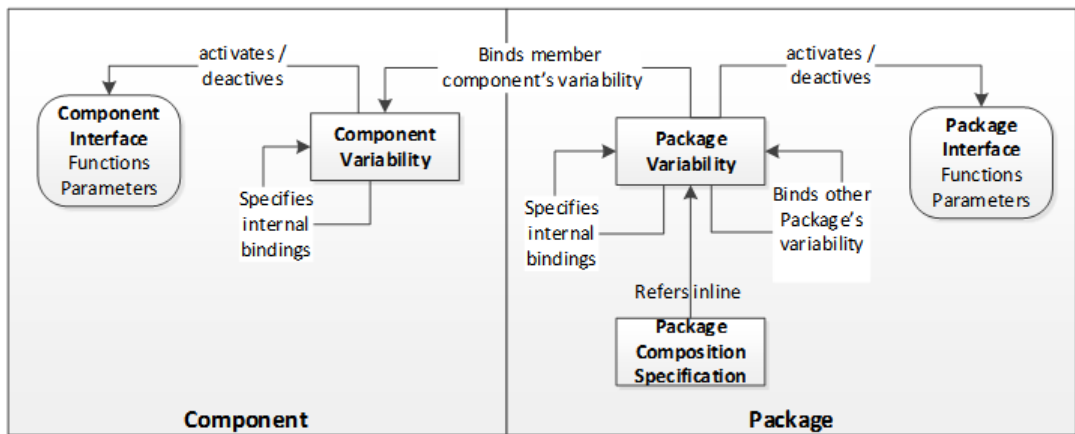 activates /
deactives
Component
Interface
Functions
Parameters
Component
Variability
Specifies
internal
bindings
Component
Binds member
component's variability
activates /
deactives
Package
Variability
Package
Interface
Functions
Parameters
Specifies
internal
bindings
Binds other
Package's
variability
Refers inline
Package
Composition
Specification
Package